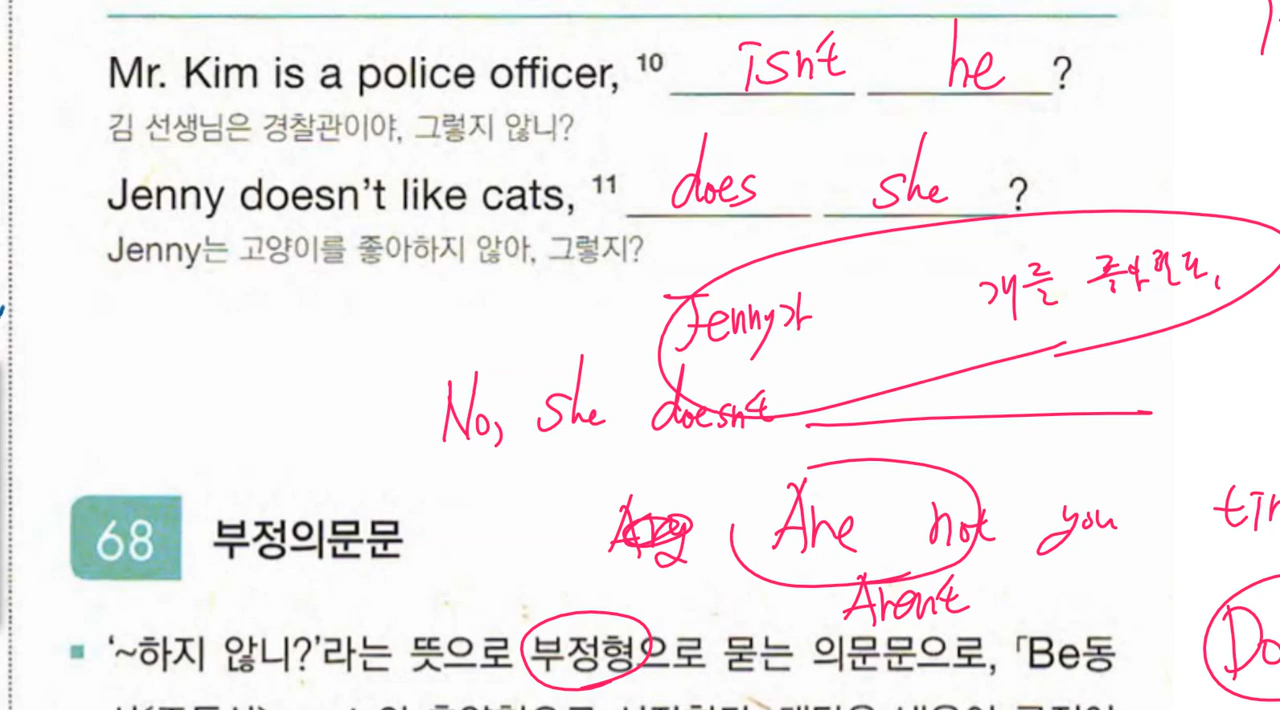 Mr. Kim is a police officer, 10 isn't he ?
김 선생님은 경찰관이야, 그렇지 않니?
Jenny doesn't like cats, 11 does she ?
Jenny는 고양이를 좋아하지 않아, 그렇지?
Jenny가 개를
No, she doesn't
68 부정의문문
Are not you
Aren't
'~하지 않니?'라는 뜻으로 부정형으로 묻는 의문문으로, 「Be동